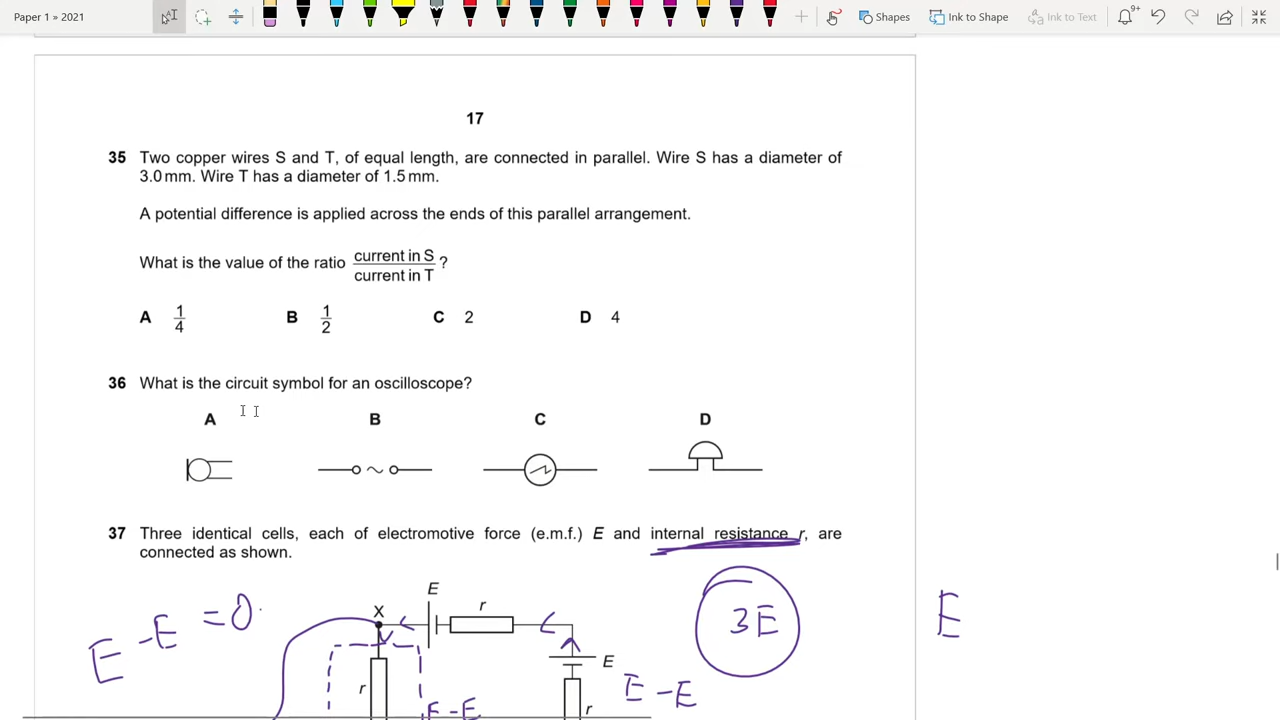 Paper 1 » 2021
Shapes
Ink to Shape
Ink to Text
9+
17
35 Two copper wires S and T, of equal length, are connected in parallel. Wire S has a diameter of
3.0 mm. Wire T has a diameter of 1.5 mm.
A potential difference is applied across the ends of this parallel arrangement.
What is the value of the ratio current in S / current in T ?
A 1/4 B 1/2 C 2 D 4
36 What is the circuit symbol for an oscilloscope?
A B C D
37 Three identical cells, each of electromotive force (e.m.f.) E and internal resistance r, are
connected as shown.
E
X r
E - E = 0
3E
E
E
r
E - E
r
E - E